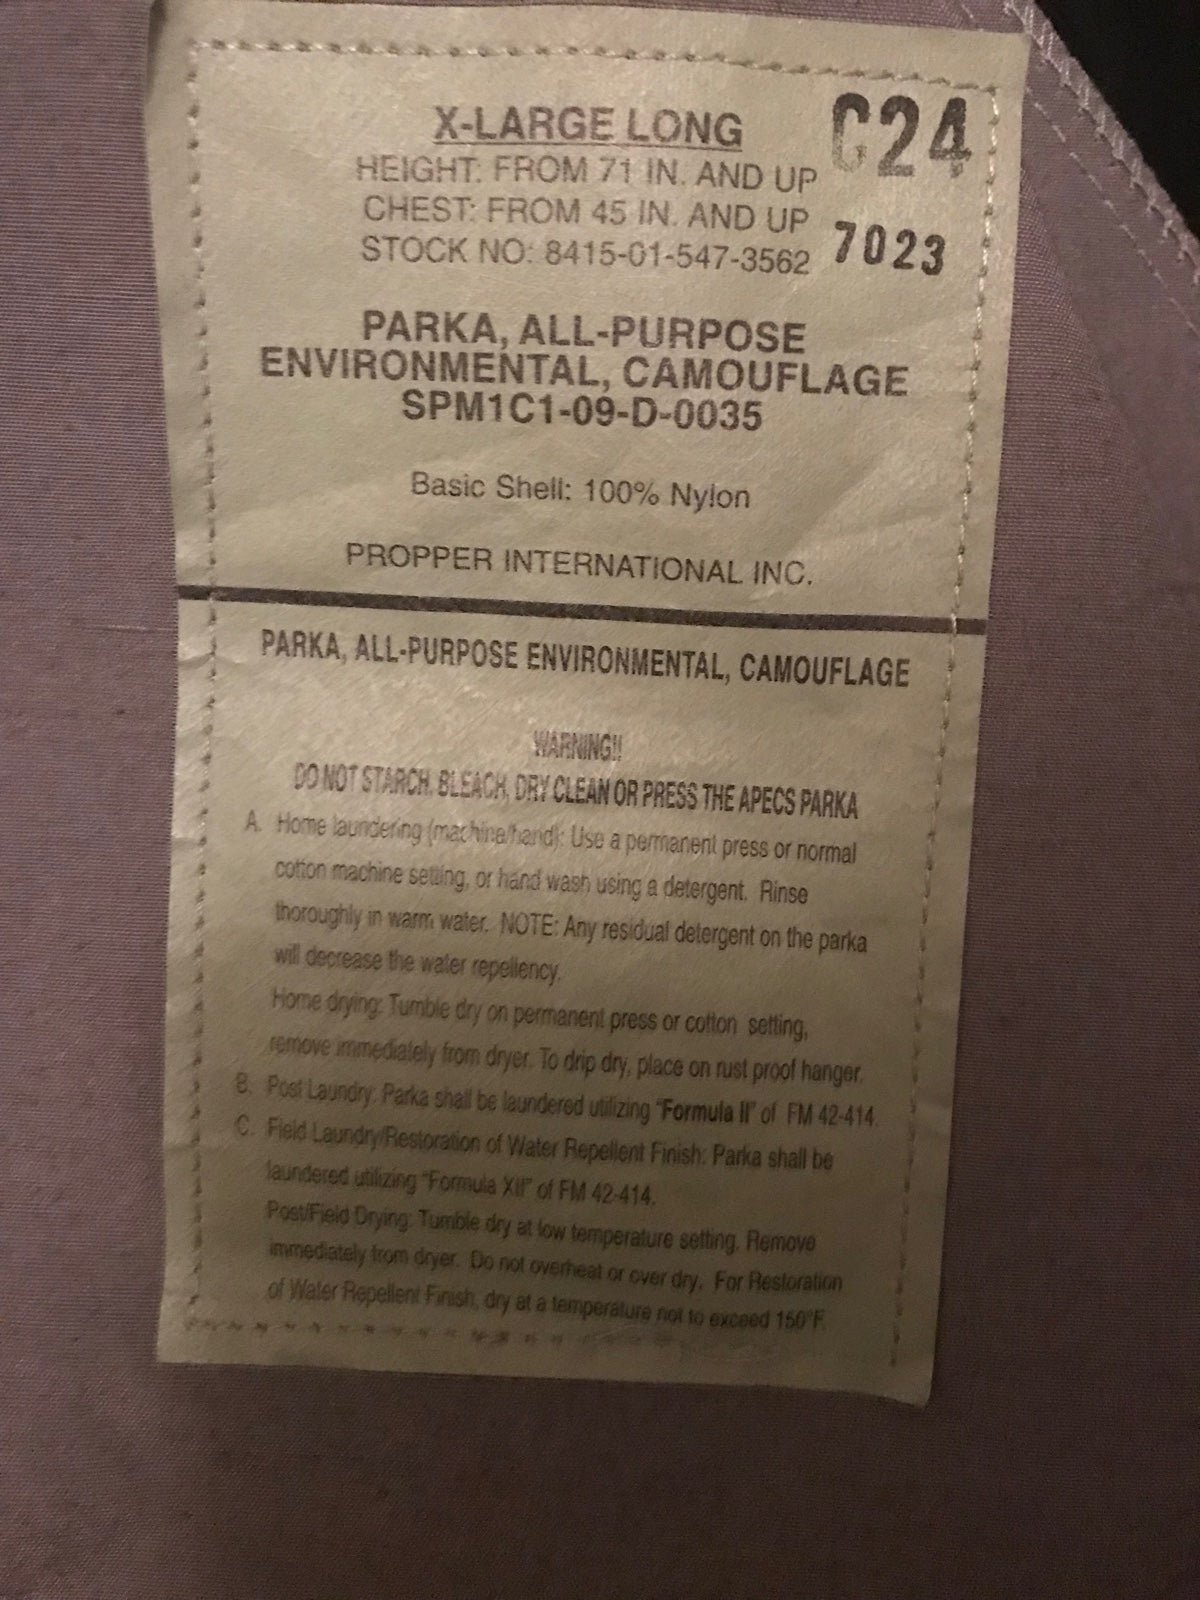 X-LARGE LONG C24
HEIGHT: FROM 71 IN. AND UP
CHEST: FROM 45 IN. AND UP
STOCK NO: 8415-01-547-3562 7023
PARKA, ALL-PURPOSE
ENVIRONMENTAL, CAMOUFLAGE
SPM1C1-09-D-0035
Basic Shell: 100% Nylon
PROPPER INTERNATIONAL INC.
PARKA, ALL-PURPOSE ENVIRONMENTAL, CAMOUFLAGE
WARNING!!
DO NOT STARCH, BLEACH, DRY CLEAN OR PRESS THE APECS PARKA
A. Home laundering (machine/hand): Use a permanent press or normal
cotton machine setting, or hand wash using a detergent. Rinse
thoroughly in warm water. NOTE: Any residual detergent on the parka
will decrease the water repellency.
Home drying: Tumble dry on permanent press or cotton setting,
remove immediately from dryer. To drip dry, place on rust proof hanger.
B. Post Laundry: Parka shall be laundered utilizing "Formula II" of FM 42-414.
C. Field Laundry/Restoration of Water Repellent Finish: Parka shall be
laundered utilizing "Formula XII" of FM 42-414.
Post/Field Drying: Tumble dry at low temperature setting. Remove
immediately from dryer. Do not overheat or over dry. For Restoration
of Water Repellent Finish, dry at a temperature not to exceed 150°F.